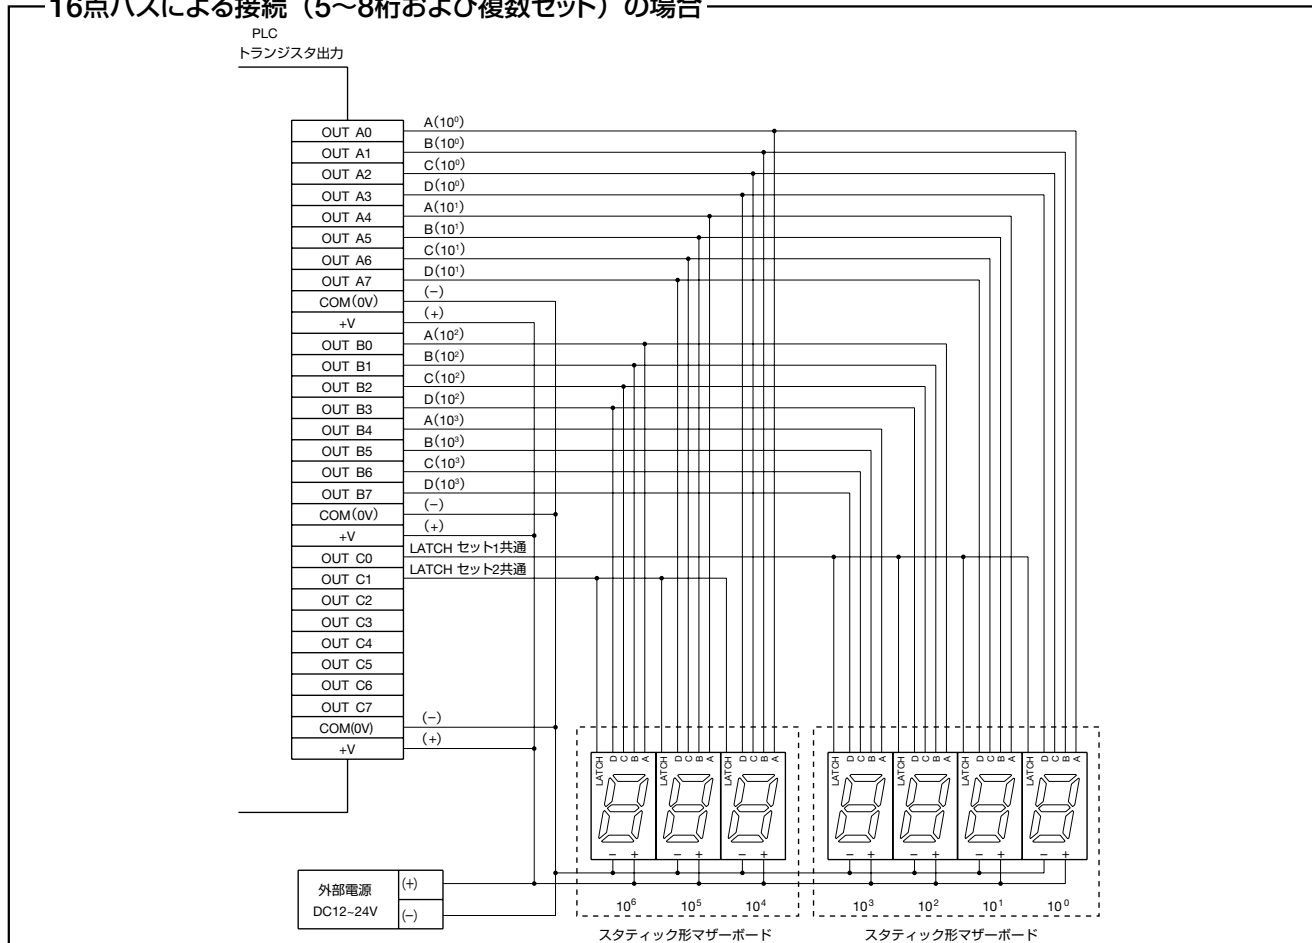 16点バスによる接続（5〜8桁および複数セット）の場合
PLC
トランジスタ出力
OUT A0 A(10⁰)
OUT A1 B(10⁰)
OUT A2 C(10⁰)
OUT A3 D(10⁰)
OUT A4 A(10¹)
OUT A5 B(10¹)
OUT A6 C(10¹)
OUT A7 D(10¹)
COM(0V) (−)
+V (+)
OUT B0 A(10²)
OUT B1 B(10²)
OUT B2 C(10²)
OUT B3 D(10²)
OUT B4 A(10³)
OUT B5 B(10³)
OUT B6 C(10³)
OUT B7 D(10³)
COM(0V) (−)
+V (+)
OUT C0 LATCH セット1共通
OUT C1 LATCH セット2共通
OUT C2
OUT C3
OUT C4
OUT C5
OUT C6
OUT C7
COM(0V) (−)
+V (+)
LATCH D C B A LATCH D C B A LATCH D C B A LATCH D C B A LATCH D C B A LATCH D C B A LATCH D C B A
− + − + − + − + − + − + − +
外部電源 (+)
DC12~24V (−)
10⁶ 10⁵ 10⁴ 10³ 10² 10¹ 10⁰
スタティック形マザーボード スタティック形マザーボード